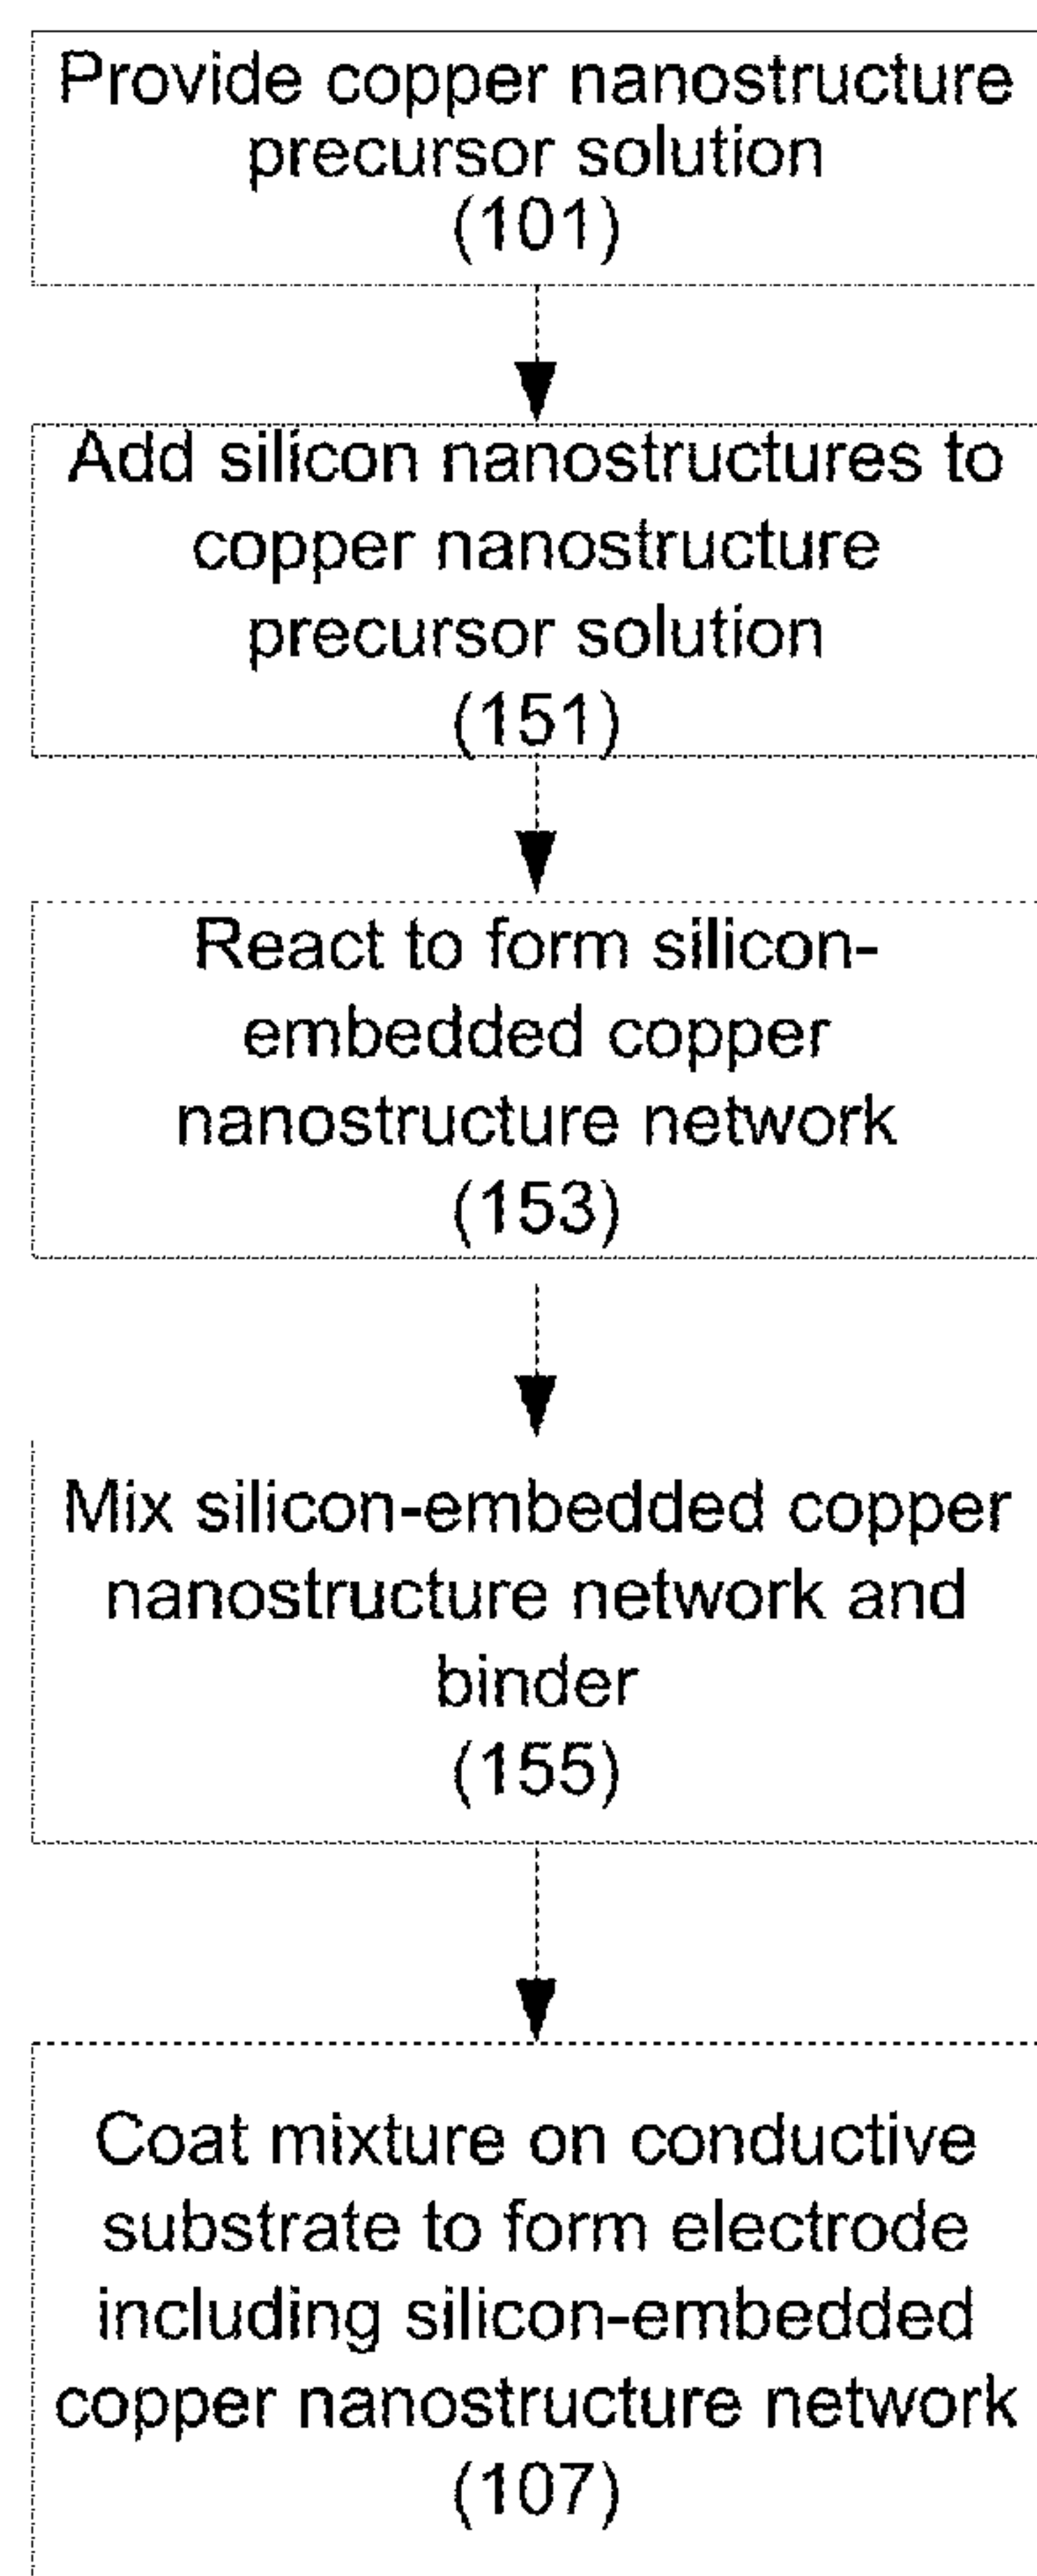 Provide copper nanostructure
precursor solution
(101)
Add silicon nanostructures to
copper nanostructure
precursor solution
(151)
React to form silicon-
embedded copper
nanostructure network
(153)
Mix silicon-embedded copper
nanostructure network and
binder
(155)
Coat mixture on conductive
substrate to form electrode
including silicon-embedded
copper nanostructure network
(107)